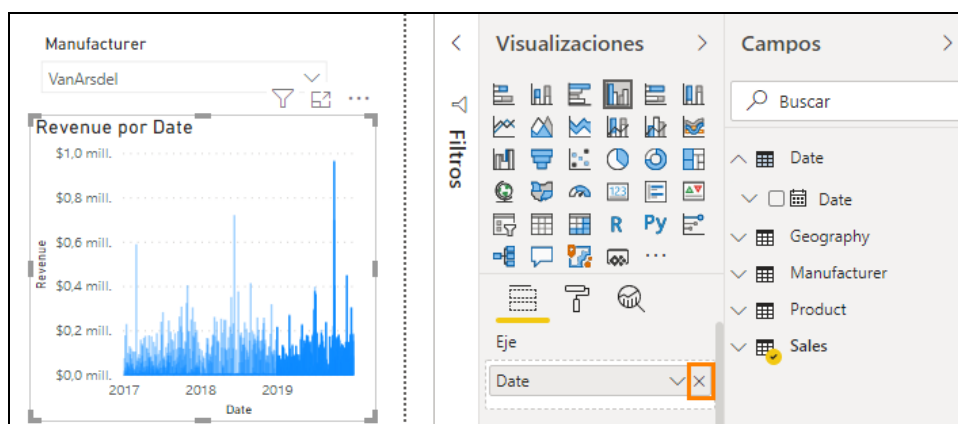 Manufacturer
VanArsdel
Revenue por Date
$1,0 mill.
$0,8 mill.
$0,6 mill.
$0,4 mill.
$0,2 mill.
$0,0 mill.
Revenue
2017 2018 2019
Date
Filtros
Visualizaciones
123
R Py
Eje
Date
Campos
Buscar
Date
Date
Geography
Manufacturer
Product
Sales